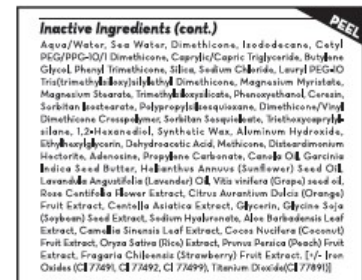 PEEL
Inactive Ingredients (cont.)
Aqua/Water, Sea Water, Dimethicone, Isododecane, Cetyl
PEG/PPG-10/1 Dimethicone, Caprylic/Capric Triglyceride, Butylene
Glycol, Phenyl Trimethicone, Silica, Sodium Chloride, Lauryl PEG-10
Tris(trimethylsiloxy)silylethyl Dimethicone, Magnesium Myristate,
Magnesium Stearate, Trimethylsiloxysilicate, Phenoxyethanol, Ceresin,
Sorbitan Isostearate, Polypropylsilsesquioxane, Dimethicone/Vinyl
Dimethicone Crosspolymer, Sorbitan Sesquioleate, Triethoxycaprylyl-
silane, 1,2-Hexanediol, Synthetic Wax, Aluminum Hydroxide,
Ethylhexylglycerin, Dehydroacetic Acid, Methicone, Disteardimonium
Hectorite, Adenosine, Propylene Carbonate, Canola Oil, Garcinia
Indica Seed Butter, Helianthus Annuus (Sunflower) Seed Oil,
Lavandula Angustifolia (Lavender) Oil, Vitis vinifera (Grape) seed oil,
Rosa Centifolia Flower Extract, Citrus Aurantium Dulcis (Orange)
Fruit Extract, Centella Asiatica Extract, Glycerin, Glycine Soja
(Soybean) Seed Extract, Sodium Hyaluronate, Aloe Barbadensis Leaf
Extract, Camellia Sinensis Leaf Extract, Cocos Nucifera (Coconut)
Fruit Extract, Oryza Sativa (Rice) Extract, Prunus Persica (Peach) Fruit
Extract, Fragaria Chiloensis (Strawberry) Fruit Extract, [+/- Iron
Oxides (CI 77491, CI 77492, CI 77499), Titanium Dioxide(CI 77891)]